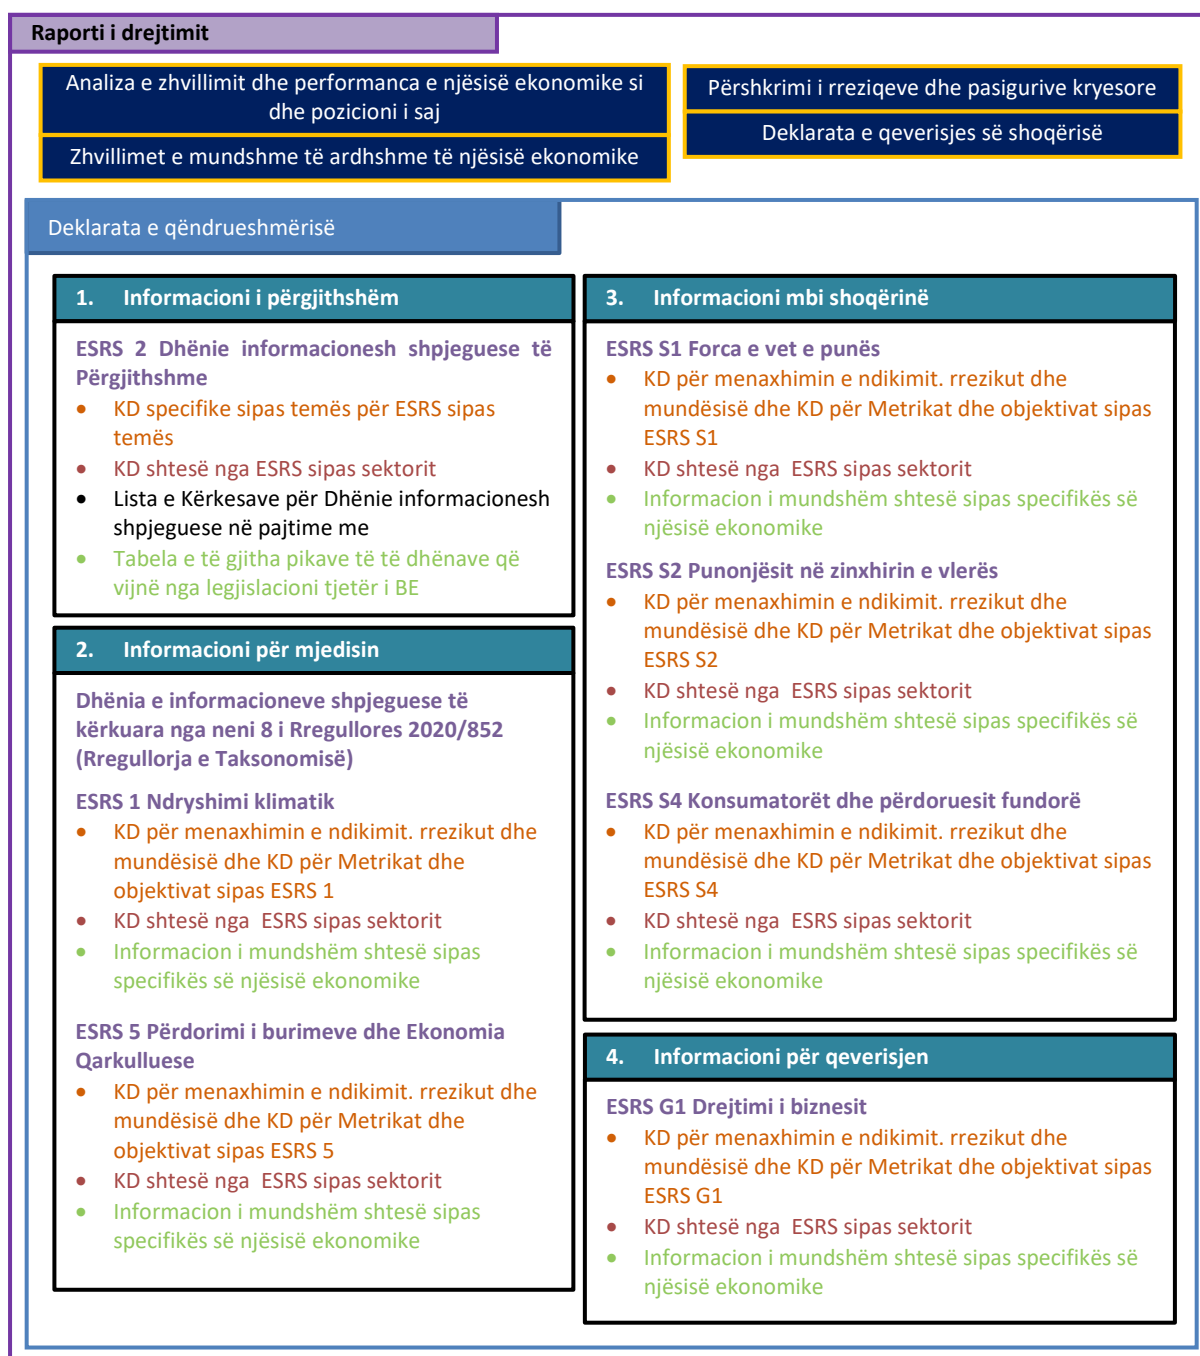 Raporti i drejtimit
Analiza e zhvillimit dhe performanca e njësisë ekonomike si
dhe pozicioni i saj
Zhvillimet e mundshme të ardhshme të njësisë ekonomike
Përshkrimi i rreziqeve dhe pasigurive kryesore
Deklarata e qeverisjes së shoqërisë
Deklarata e qëndrueshmërisë
1. Informacioni i përgjithshëm
ESRS 2 Dhënie informacionesh shpjeguese të
Përgjithshme
• KD specifike sipas temës për ESRS sipas
temës
• KD shtesë nga ESRS sipas sektorit
• Lista e Kërkesave për Dhënie informacionesh
shpjeguese në pajtime me
• Tabela e të gjitha pikave të të dhënave që
vijnë nga legjislacioni tjetër i BE
2. Informacioni për mjedisin
Dhënia e informacioneve shpjeguese të
kërkuara nga neni 8 i Rregullores 2020/852
(Rregullorja e Taksonomisë)
ESRS 1 Ndryshimi klimatik
• KD për menaxhimin e ndikimit. rrezikut dhe
mundësisë dhe KD për Metrikat dhe
objektivat sipas ESRS 1
• KD shtesë nga ESRS sipas sektorit
• Informacion i mundshëm shtesë sipas
specifikës së njësisë ekonomike
ESRS 5 Përdorimi i burimeve dhe Ekonomia
Qarkulluese
• KD për menaxhimin e ndikimit. rrezikut dhe
mundësisë dhe KD për Metrikat dhe
objektivat sipas ESRS 5
• KD shtesë nga ESRS sipas sektorit
• Informacion i mundshëm shtesë sipas
specifikës së njësisë ekonomike
3. Informacioni mbi shoqërinë
ESRS S1 Forca e vet e punës
• KD për menaxhimin e ndikimit. rrezikut dhe
mundësisë dhe KD për Metrikat dhe objektivat sipas
ESRS S1
• KD shtesë nga ESRS sipas sektorit
• Informacion i mundshëm shtesë sipas specifikës së
njësisë ekonomike
ESRS S2 Punonjësit në zinxhirin e vlerës
• KD për menaxhimin e ndikimit. rrezikut dhe
mundësisë dhe KD për Metrikat dhe objektivat sipas
ESRS S2
• KD shtesë nga ESRS sipas sektorit
• Informacion i mundshëm shtesë sipas specifikës së
njësisë ekonomike
ESRS S4 Konsumatorët dhe përdoruesit fundorë
• KD për menaxhimin e ndikimit. rrezikut dhe
mundësisë dhe KD për Metrikat dhe objektivat sipas
ESRS S4
• KD shtesë nga ESRS sipas sektorit
• Informacion i mundshëm shtesë sipas specifikës së
njësisë ekonomike
4. Informacioni për qeverisjen
ESRS G1 Drejtimi i biznesit
• KD për menaxhimin e ndikimit. rrezikut dhe
mundësisë dhe KD për Metrikat dhe objektivat sipas
ESRS G1
• KD shtesë nga ESRS sipas sektorit
• Informacion i mundshëm shtesë sipas specifikës së
njësisë ekonomike